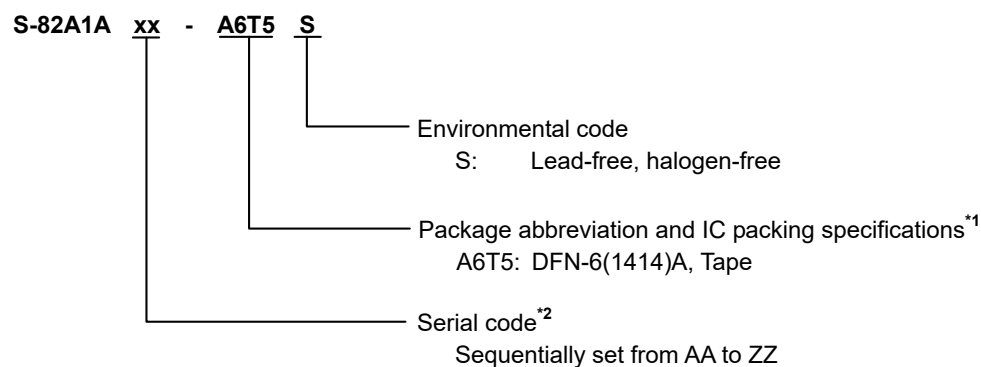 S-82A1A xx - A6T5 S
Environmental code
S: Lead-free, halogen-free
Package abbreviation and IC packing specifications*1
A6T5: DFN-6(1414)A, Tape
Serial code*2
Sequentially set from AA to ZZ